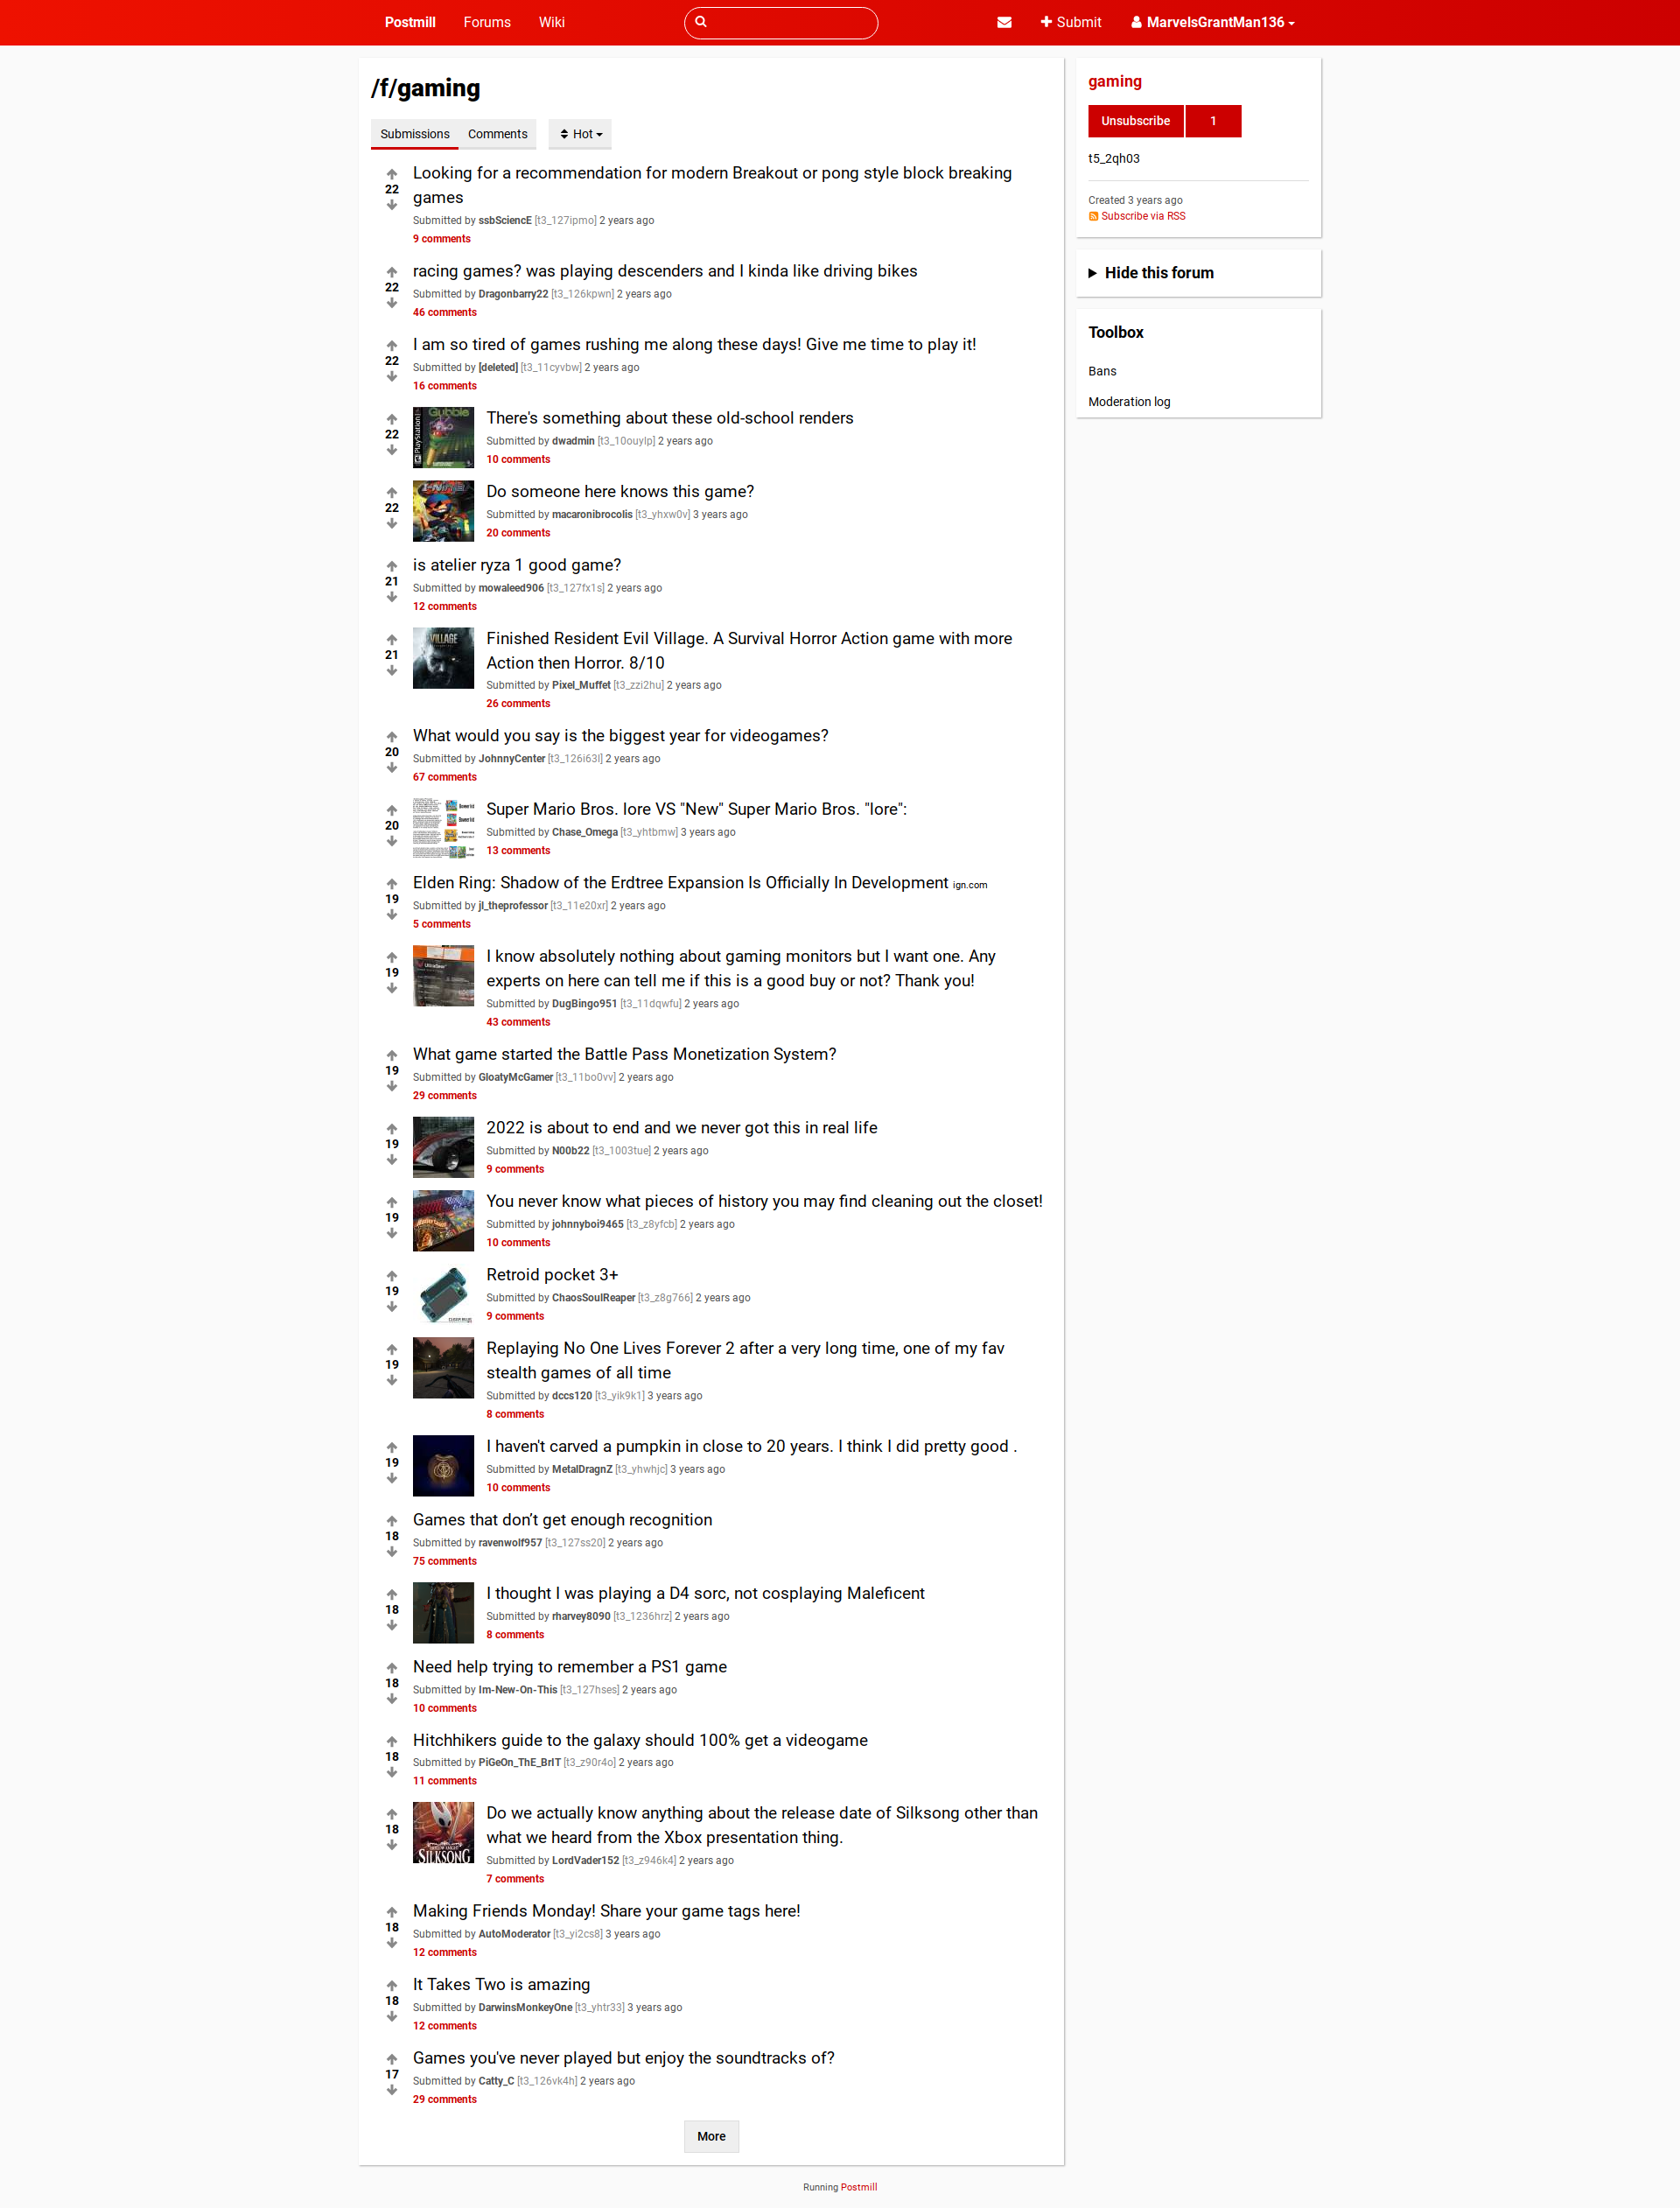 Postmill Forums Wiki Submit MarvelsGrantMan136
/f/gaming
Submissions Comments Hot
Looking for a recommendation for modern Breakout or pong style block breaking
games
22
Submitted by ssbSciencE [t3_127ipmo] 2 years ago
9 comments
racing games? was playing descenders and I kinda like driving bikes
22
Submitted by Dragonbarry22 [t3_126kpwn] 2 years ago
46 comments
I am so tired of games rushing me along these days! Give me time to play it!
22
Submitted by [deleted] [t3_11cyvbw] 2 years ago
16 comments
There's something about these old-school renders
22
Submitted by dwadmin [t3_10ouylp] 2 years ago
10 comments
Do someone here knows this game?
22
Submitted by macaronibrocolis [t3_yhxw0v] 3 years ago
20 comments
is atelier ryza 1 good game?
21
Submitted by mowaleed906 [t3_127fx1s] 2 years ago
12 comments
VILLAGE
Finished Resident Evil Village. A Survival Horror Action game with more
Action then Horror. 8/10
21
Submitted by Pixel_Muffet [t3_zzi2hu] 2 years ago
26 comments
What would you say is the biggest year for videogames?
20
Submitted by JohnnyCenter [t3_126i63l] 2 years ago
67 comments
Super Mario Bros. lore VS "New" Super Mario Bros. "lore":
20
Submitted by Chase_Omega [t3_yhtbmw] 3 years ago
13 comments
Elden Ring: Shadow of the Erdtree Expansion Is Officially In Development ign.com
19
Submitted by jl_theprofessor [t3_11e20xr] 2 years ago
5 comments
I know absolutely nothing about gaming monitors but I want one. Any
experts on here can tell me if this is a good buy or not? Thank you!
19
Submitted by DugBingo951 [t3_11dqwfu] 2 years ago
43 comments
What game started the Battle Pass Monetization System?
19
Submitted by GloatyMcGamer [t3_11bo0vv] 2 years ago
29 comments
2022 is about to end and we never got this in real life
19
Submitted by N00b22 [t3_1003tue] 2 years ago
9 comments
You never know what pieces of history you may find cleaning out the closet!
19
Submitted by johnnyboi9465 [t3_z8yfcb] 2 years ago
10 comments
Retroid pocket 3+
19
Submitted by ChaosSoulReaper [t3_z8g766] 2 years ago
9 comments
Replaying No One Lives Forever 2 after a very long time, one of my fav
stealth games of all time
19
Submitted by dccs120 [t3_yik9k1] 3 years ago
8 comments
I haven't carved a pumpkin in close to 20 years. I think I did pretty good .
19
Submitted by MetalDragnZ [t3_yhwhjc] 3 years ago
10 comments
Games that don’t get enough recognition
18
Submitted by ravenwolf957 [t3_127ss20] 2 years ago
75 comments
I thought I was playing a D4 sorc, not cosplaying Maleficent
18
Submitted by rharvey8090 [t3_1236hrz] 2 years ago
8 comments
Need help trying to remember a PS1 game
18
Submitted by Im-New-On-This [t3_127hses] 2 years ago
10 comments
Hitchhikers guide to the galaxy should 100% get a videogame
18
Submitted by PiGeOn_ThE_BrIT [t3_z90r4o] 2 years ago
11 comments
SILKSONG
Do we actually know anything about the release date of Silksong other than
what we heard from the Xbox presentation thing.
18
Submitted by LordVader152 [t3_z946k4] 2 years ago
7 comments
Making Friends Monday! Share your game tags here!
18
Submitted by AutoModerator [t3_yi2cs8] 3 years ago
12 comments
It Takes Two is amazing
18
Submitted by DarwinsMonkeyOne [t3_yhtr33] 3 years ago
12 comments
Games you've never played but enjoy the soundtracks of?
17
Submitted by Catty_C [t3_126vk4h] 2 years ago
29 comments
More
gaming
Unsubscribe 1
t5_2qh03
Created 3 years ago
Subscribe via RSS
Hide this forum
Toolbox
Bans
Moderation log
Running Postmill